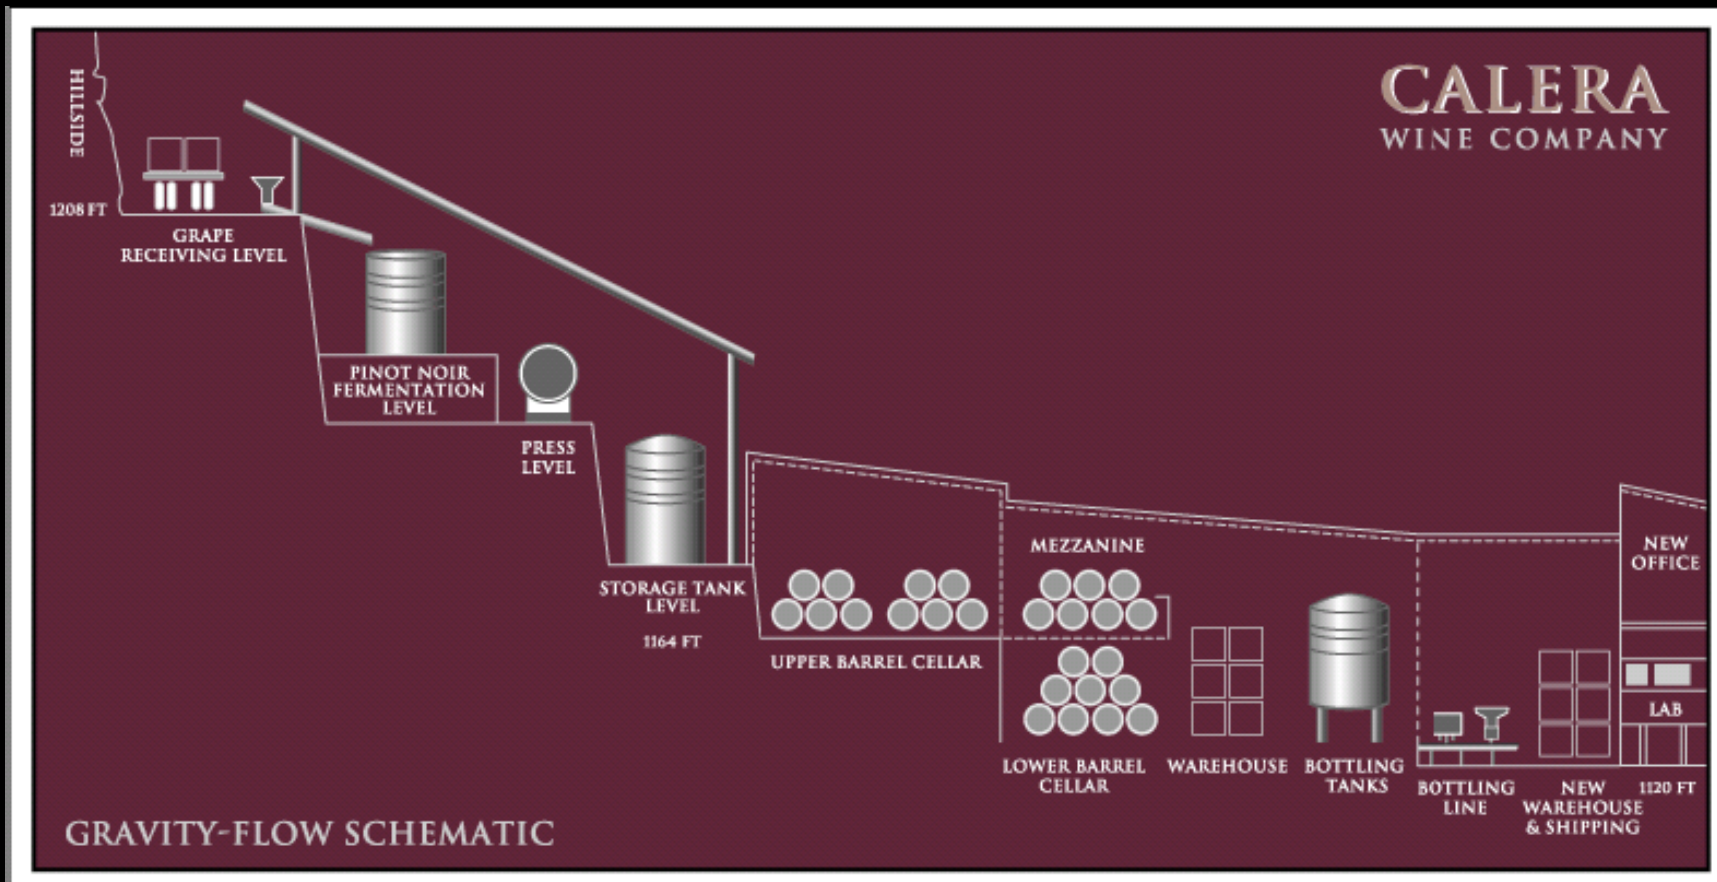 CALERA
WINE COMPANY
HILLSIDE
1208 FT
GRAPE
RECEIVING LEVEL
PINOT NOIR
FERMENTATION
LEVEL
PRESS
LEVEL
STORAGE TANK
LEVEL
1164 FT
UPPER BARREL CELLAR
MEZZANINE
LOWER BARREL
CELLAR
WAREHOUSE
BOTTLING
TANKS
BOTTLING
LINE
NEW
WAREHOUSE
& SHIPPING
NEW
OFFICE
LAB
1120 FT
GRAVITY-FLOW SCHEMATIC